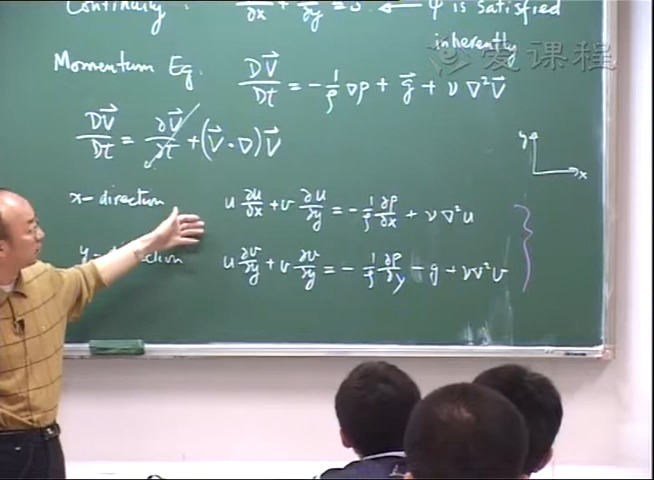 Continuity: ∂u/∂x + ∂v/∂y = 0. ← ψ is satisfied
inherently
爱课程
Momentum Eq. DV⃗/Dt = -1/ρ ∇p + g⃗ + ν ∇²V⃗
DV⃗/Dt = ∂V⃗/∂t + (V⃗ · ∇)V⃗
y
x
x-direction u ∂u/∂x + v ∂u/∂y = -1/ρ ∂p/∂x + ν ∇²u
y-direction u ∂v/∂y + v ∂v/∂y = -1/ρ ∂p/∂y - g + ν∇²v